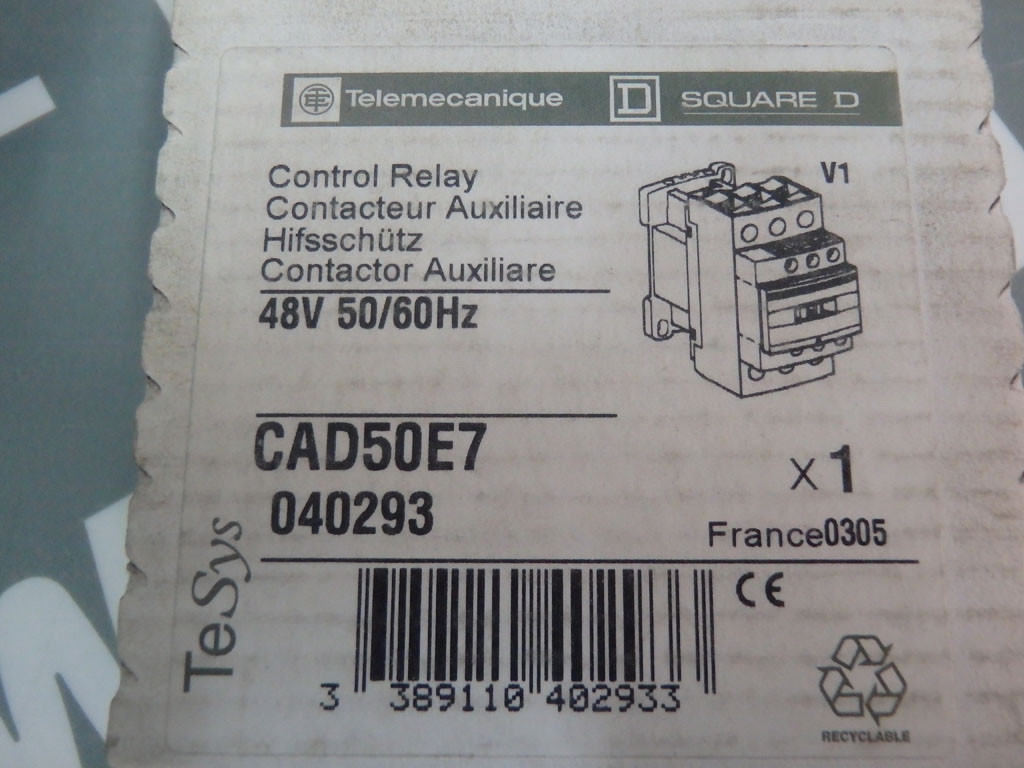 Telemecanique D SQUARE D
Control Relay
Contacteur Auxiliaire
Hifsschütz
Contactor Auxiliare
48V 50/60Hz
V1
CAD50E7
040293
x 1
France0305
TeSys
CE
3 389110 402933
RECYCLABLE